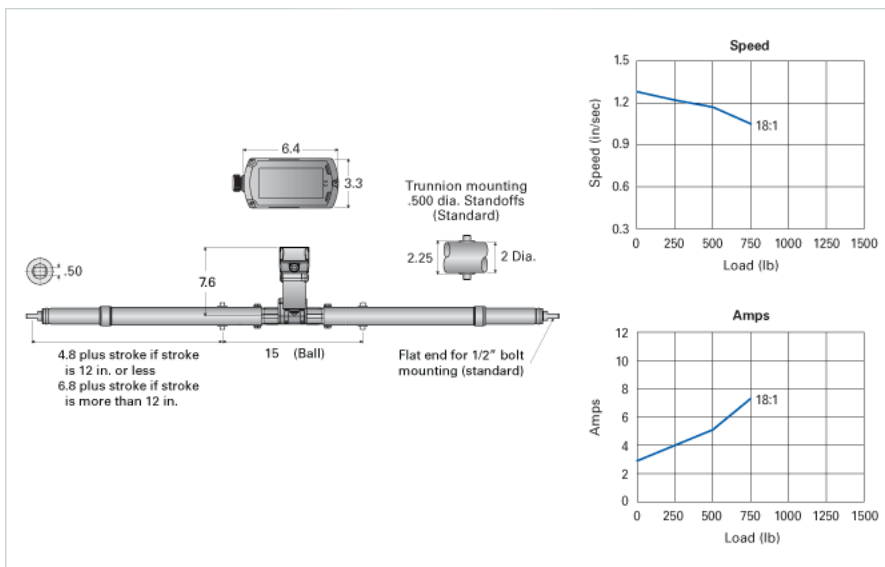 6.4
3.3
Trunnion mounting
.500 dia. Standoffs
(Standard)
2.25
2 Dia.
.50
7.6
4.8 plus stroke if stroke
is 12 in. or less
6.8 plus stroke if stroke
is more than 12 in.
15 (Ball)
Flat end for 1/2" bolt
mounting (standard)
Speed
Speed (in/sec)
1.5
1.2
0.9
0.6
0.3
18:1
0 250 500 750 1000 1250 1500
Load (lb)
Amps
Amps
12
10
8
6
4
2
0
18:1
0 250 500 750 1000 1250 1500
Load (lb)